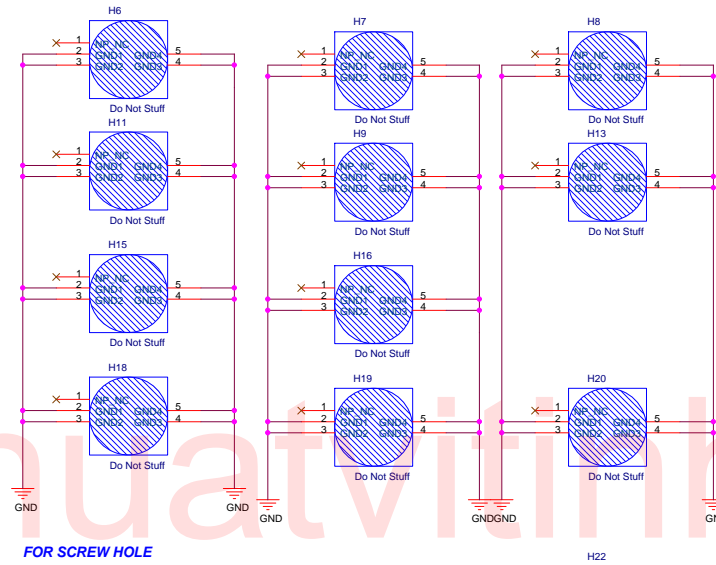 H6
1
2
3
NP_NC
GND1
GND2
GND4
GND3
5
4
Do Not Stuff
H11
1
2
3
NP_NC
GND1
GND2
GND4
GND3
5
4
Do Not Stuff
H15
1
2
3
NP_NC
GND1
GND2
GND4
GND3
5
4
Do Not Stuff
H18
1
2
3
NP_NC
GND1
GND2
GND4
GND3
5
4
Do Not Stuff
GND
GND
H7
1
2
3
NP_NC
GND1
GND2
GND4
GND3
5
4
Do Not Stuff
H9
1
2
3
NP_NC
GND1
GND2
GND4
GND3
5
4
Do Not Stuff
H16
1
2
3
NP_NC
GND1
GND2
GND4
GND3
5
4
Do Not Stuff
H19
1
2
3
NP_NC
GND1
GND2
GND4
GND3
5
4
Do Not Stuff
GND
GND
H8
1
2
3
NP_NC
GND1
GND2
GND4
GND3
5
4
Do Not Stuff
H13
1
2
3
NP_NC
GND1
GND2
GND4
GND3
5
4
Do Not Stuff
H20
1
2
3
NP_NC
GND1
GND2
GND4
GND3
5
4
Do Not Stuff
GND
huatvitinh
FOR SCREW HOLE
H22